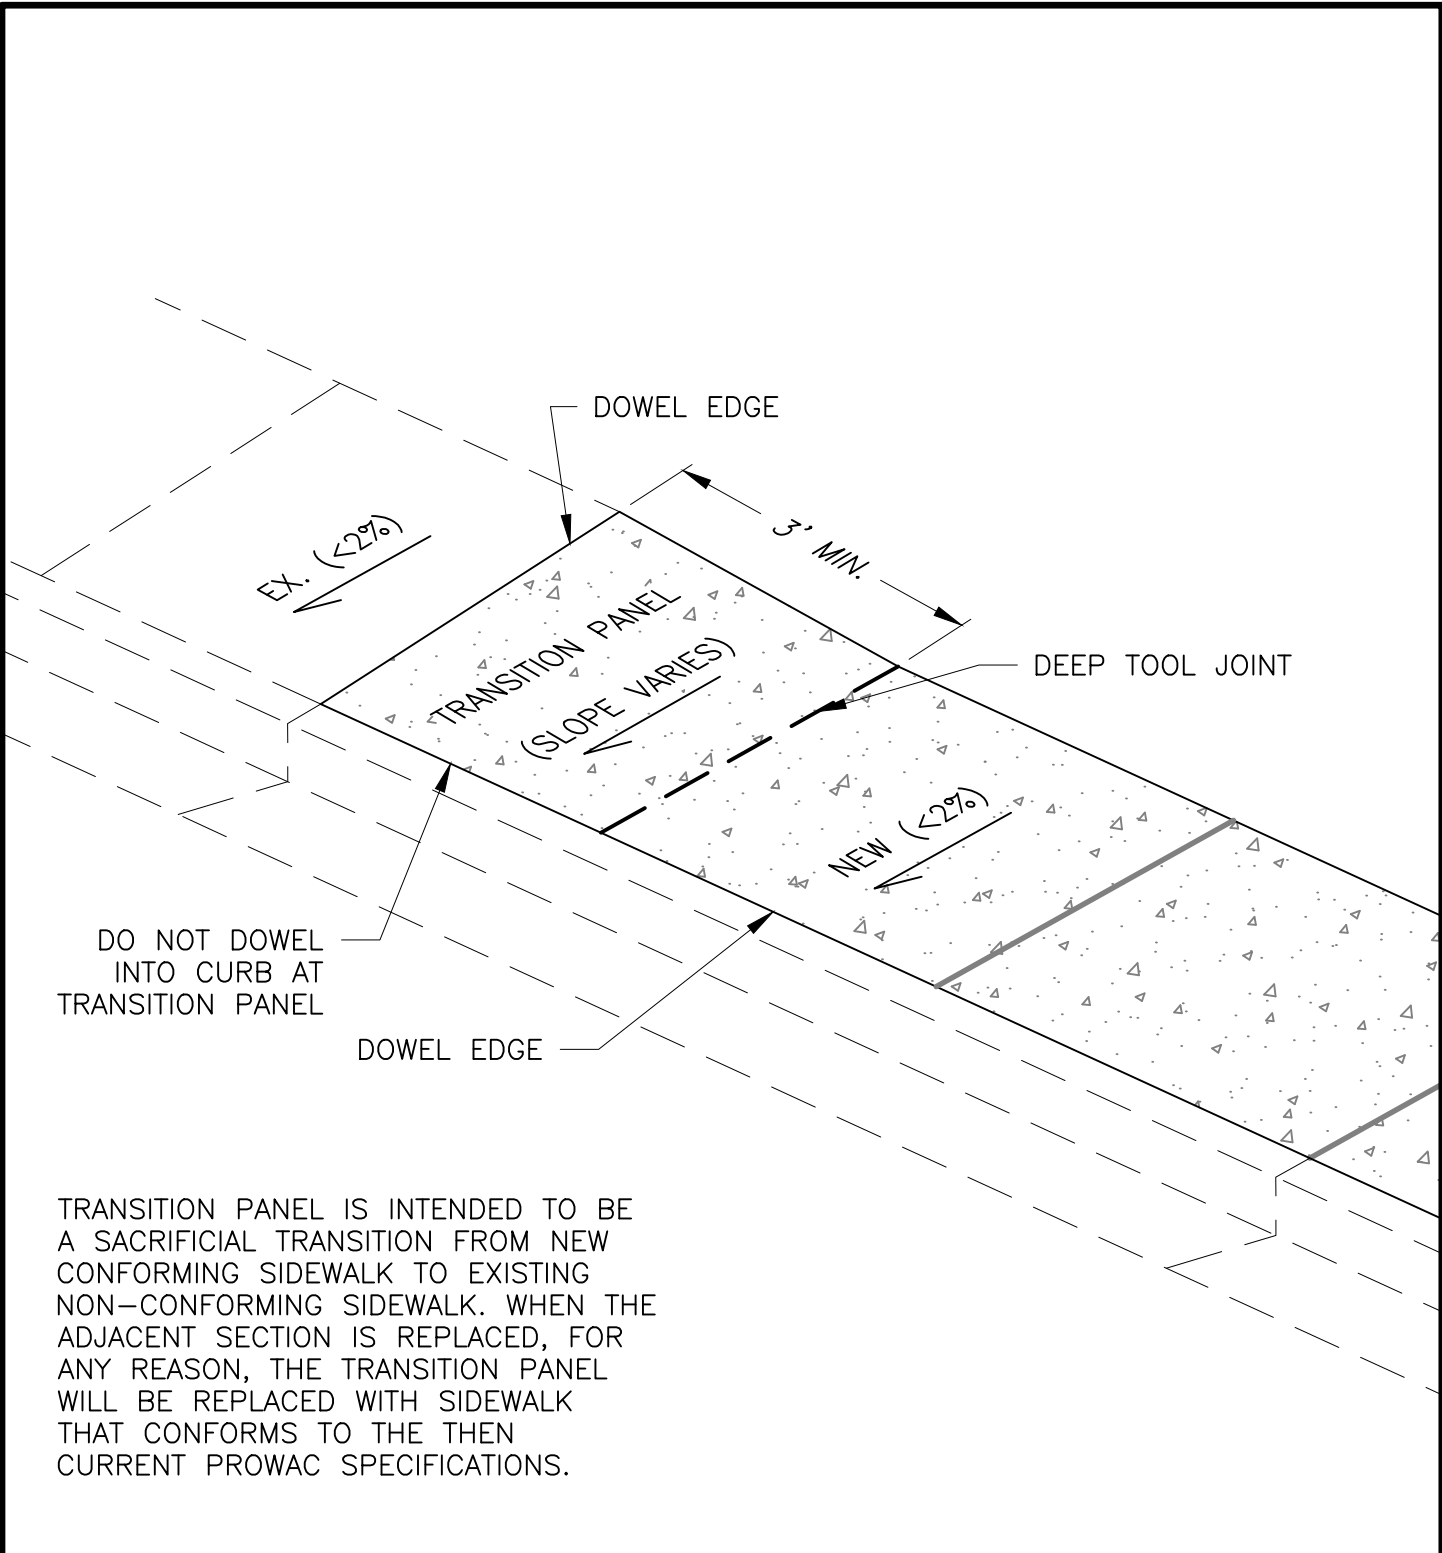 DOWEL EDGE
3' MIN.
EX. (<2%)
TRANSITION PANEL
(SLOPE VARIES)
DEEP TOOL JOINT
NEW (<2%)
DO NOT DOWEL
INTO CURB AT
TRANSITION PANEL
DOWEL EDGE
TRANSITION PANEL IS INTENDED TO BE
A SACRIFICIAL TRANSITION FROM NEW
CONFORMING SIDEWALK TO EXISTING
NON-CONFORMING SIDEWALK. WHEN THE
ADJACENT SECTION IS REPLACED, FOR
ANY REASON, THE TRANSITION PANEL
WILL BE REPLACED WITH SIDEWALK
THAT CONFORMS TO THE THEN
CURRENT PROWAC SPECIFICATIONS.